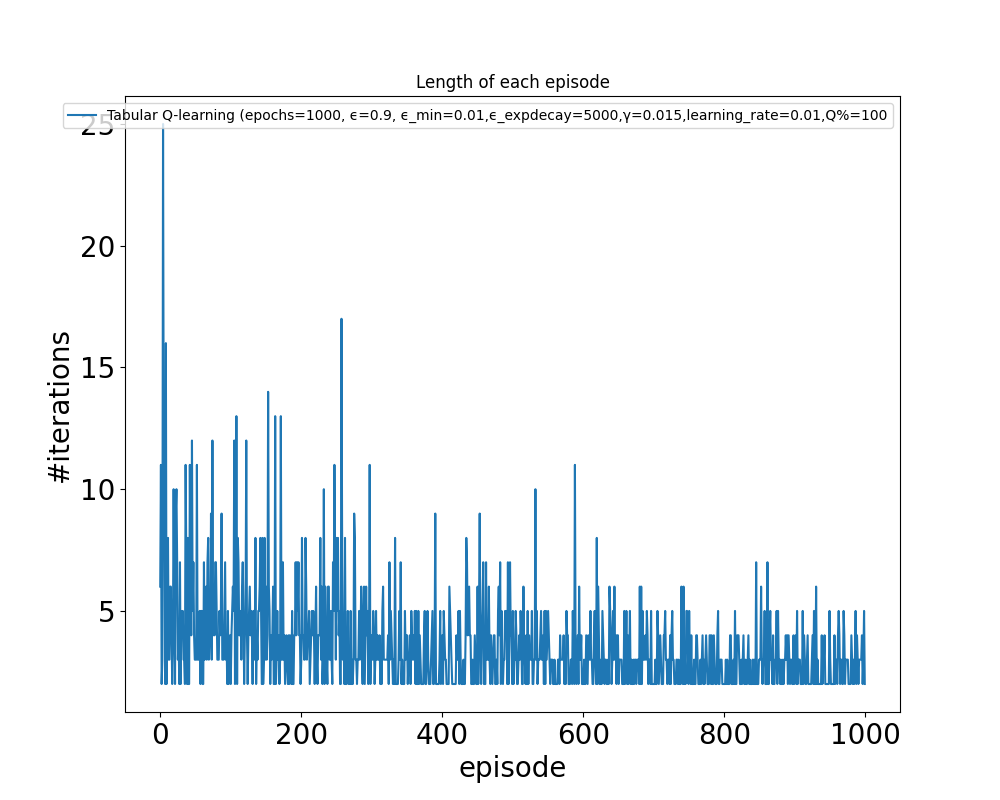 Length of each episode
Tabular Q-learning (epochs=1000, ϵ=0.9, ϵ_min=0.01,ϵ_expdecay=5000,γ=0.015,learning_rate=0.01,Q%=100
25
20
15
10
5
#iterations
0 200 400 600 800 1000
episode